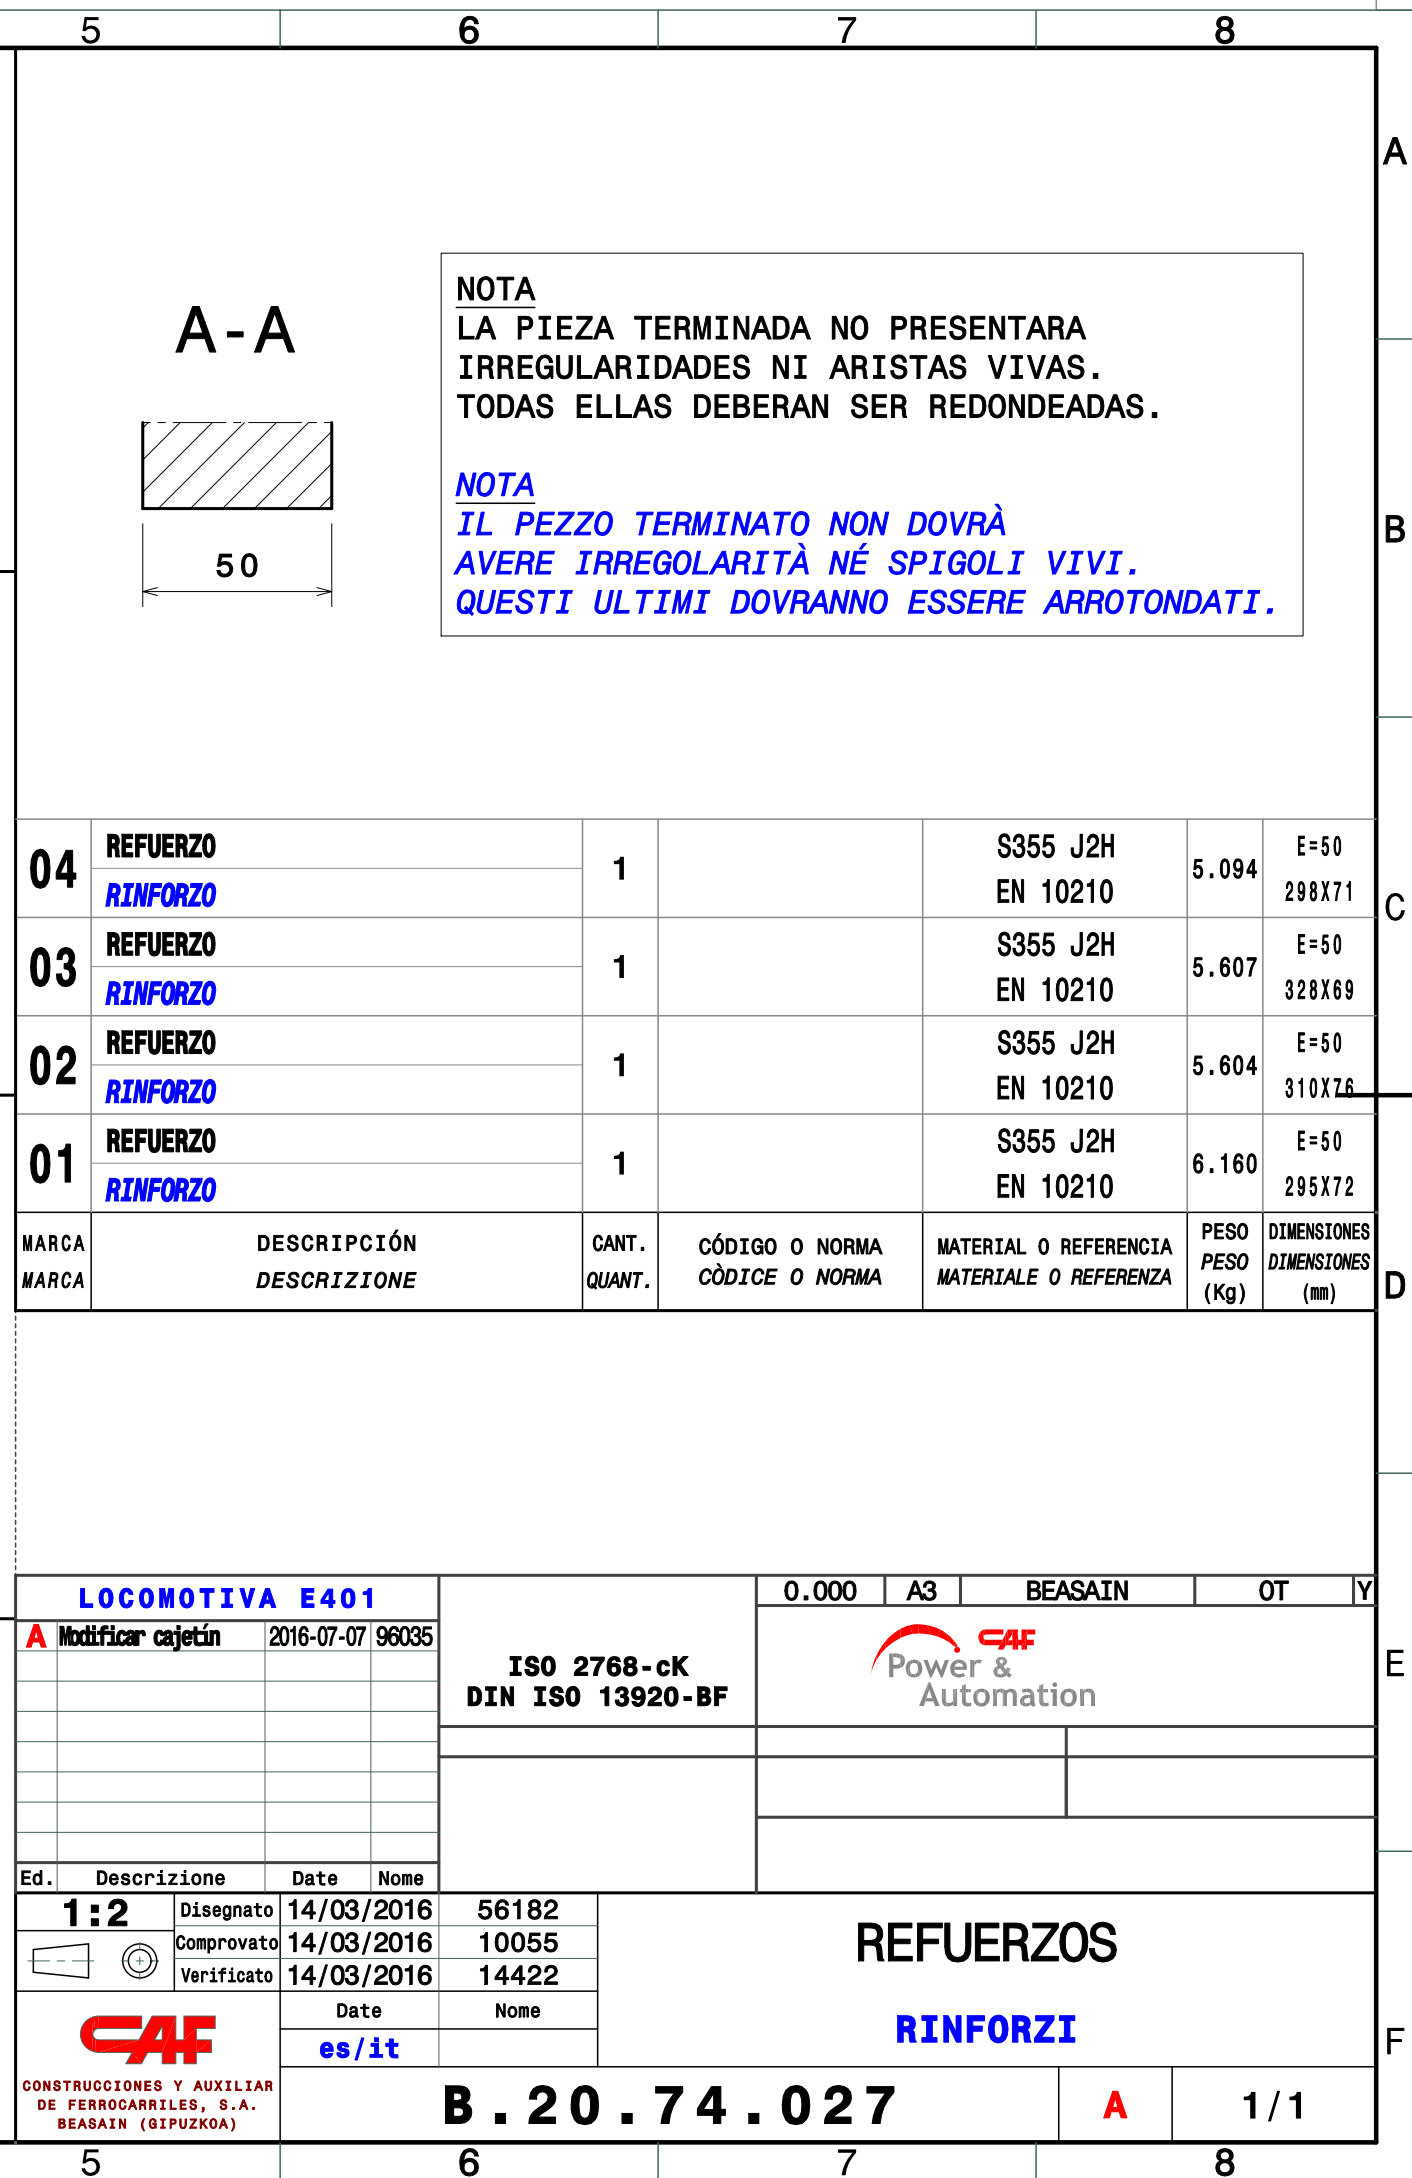 5 6 7 8
A
A-A
NOTA
LA PIEZA TERMINADA NO PRESENTARA
IRREGULARIDADES NI ARISTAS VIVAS.
TODAS ELLAS DEBERAN SER REDONDEADAS.
NOTA
IL PEZZO TERMINATO NON DOVRÀ
AVERE IRREGOLARITÀ NÉ SPIGOLI VIVI.
QUESTI ULTIMI DOVRANNO ESSERE ARROTONDATI.
50
B
04 REFUERZO 1 S355 J2H 5.094 E=50
RINFORZO EN 10210 298X71
C
03 REFUERZO 1 S355 J2H 5.607 E=50
RINFORZO EN 10210 328X69
02 REFUERZO 1 S355 J2H 5.604 E=50
RINFORZO EN 10210 310X76
01 REFUERZO 1 S355 J2H 6.160 E=50
RINFORZO EN 10210 295X72
MARCA DESCRIPCIÓN CANT. CÓDIGO O NORMA MATERIAL O REFERENCIA PESO DIMENSIONES
MARCA DESCRIZIONE QUANT. CÒDICE O NORMA MATERIALE O REFERENZA PESO DIMENSIONES
(Kg) (mm)
D
LOCOMOTIVA E401 0.000 A3 BEASAIN OT Y
A Modificar cajetín 2016-07-07 96035
ISO 2768-cK
DIN ISO 13920-BF
CAF
Power &
Automation
E
Ed. Descrizione Date Nome
1:2 Disegnato 14/03/2016 56182
Comprovato 14/03/2016 10055
Verificato 14/03/2016 14422
Date Nome
es/it
REFUERZOS
RINFORZI
F
CAF
CONSTRUCCIONES Y AUXILIAR
DE FERROCARRILES, S.A.
BEASAIN (GIPUZKOA)
B.20.74.027 A 1/1
5 6 7 8